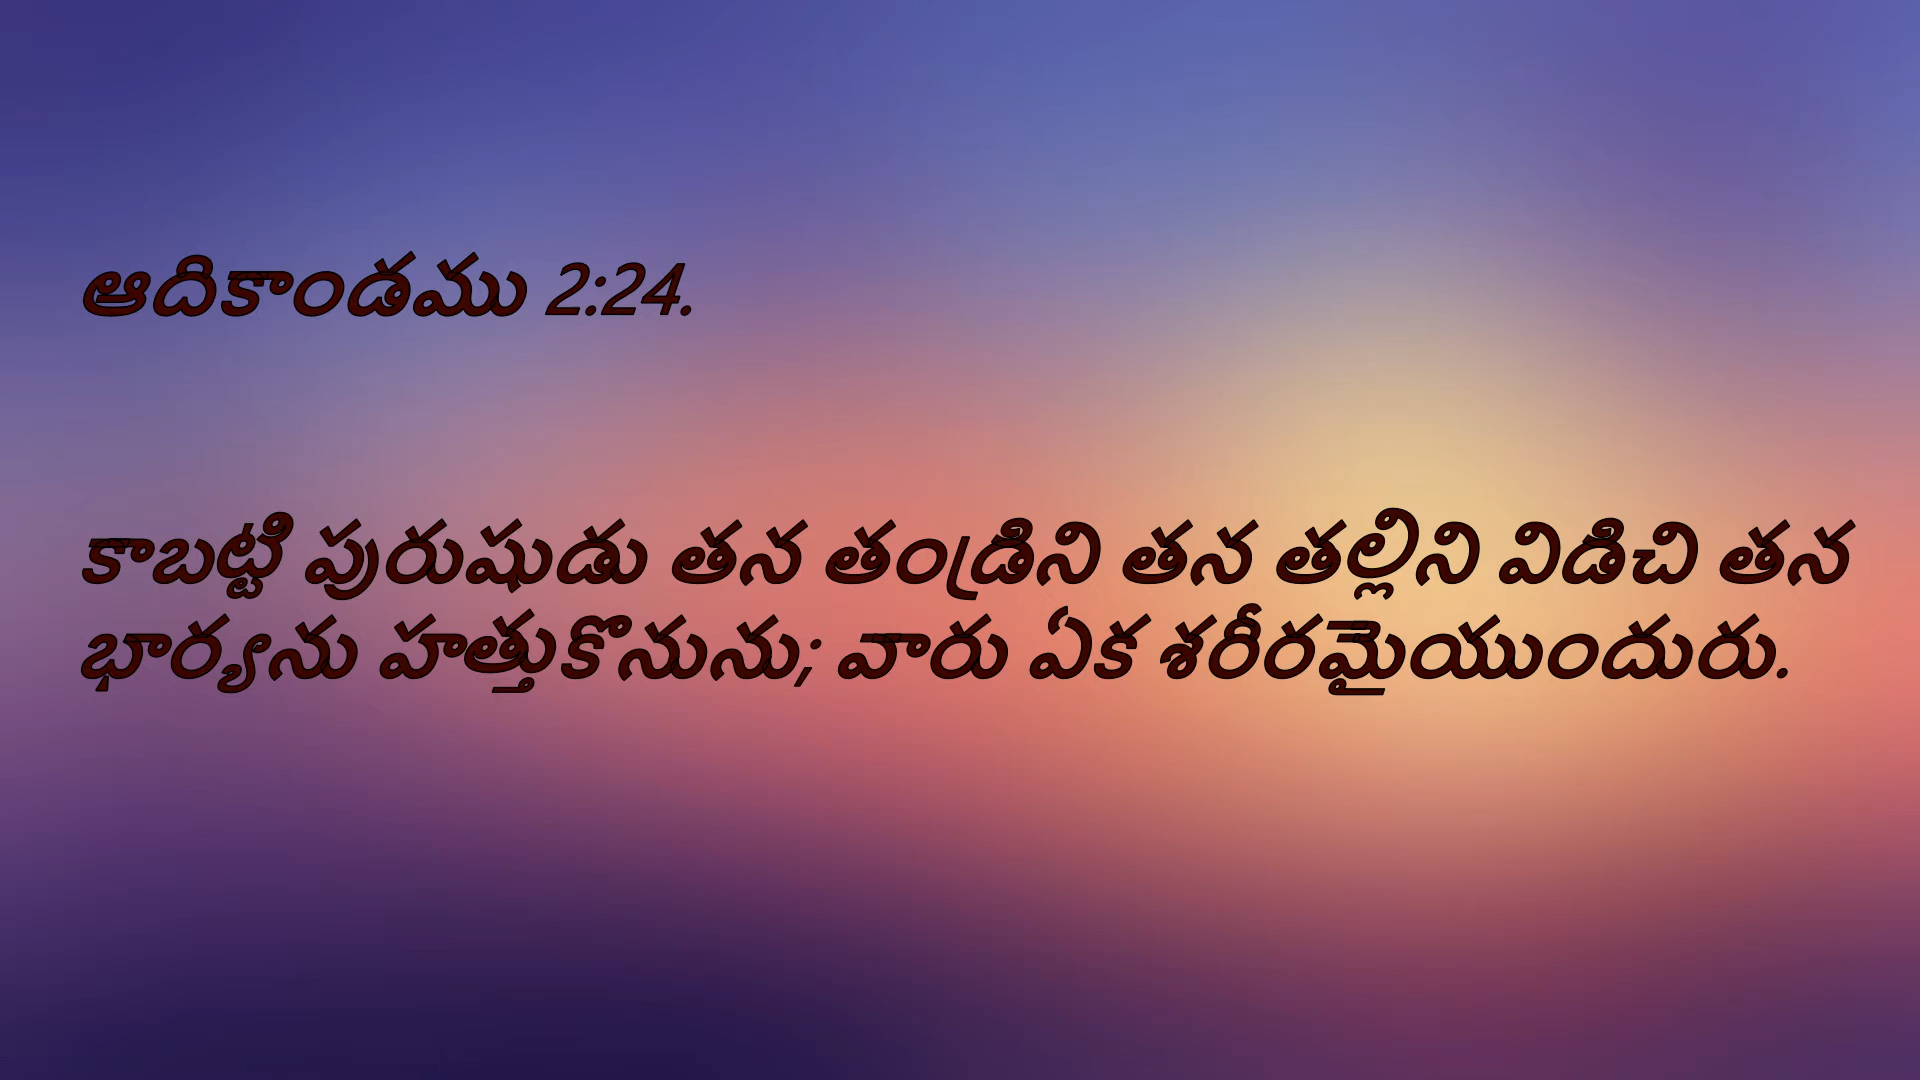 ఆదికాండము 2:24.
కాబట్టి పురుషుడు తన తండ్రిని తన తల్లిని విడిచి తన
భార్యను హత్తుకొనును; వారు ఏక శరీరమైయుందురు.